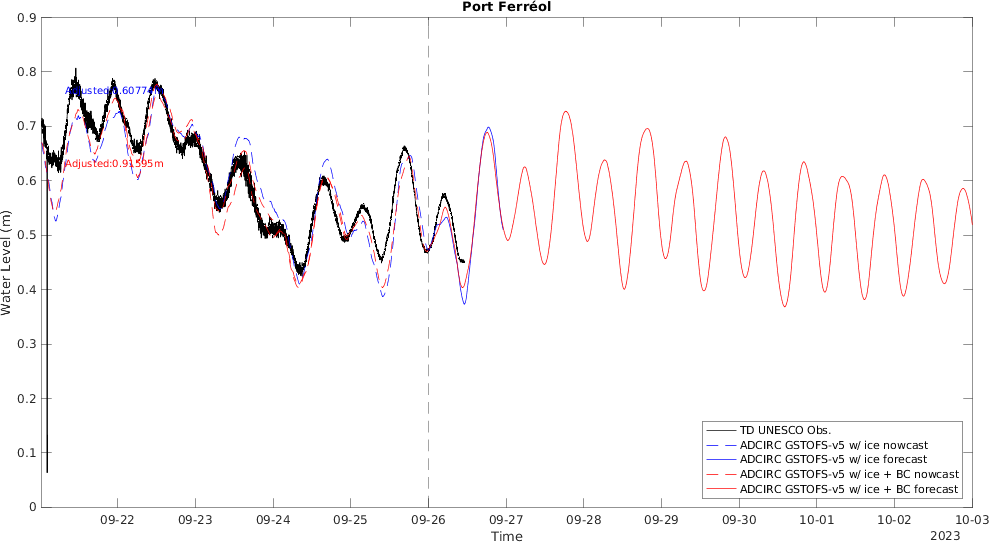 Port Ferréol
0.9
0.8
0.7
0.6
0.5
0.4
0.3
0.2
0.1
0
Water Level (m)
Adjusted:0.60774m
Adjusted:0.91595m
TD UNESCO Obs.
ADCIRC GSTOFS-v5 w/ ice nowcast
ADCIRC GSTOFS-v5 w/ ice forecast
ADCIRC GSTOFS-v5 w/ ice + BC nowcast
ADCIRC GSTOFS-v5 w/ ice + BC forecast
09-22 09-23 09-24 09-25 09-26 09-27 09-28 09-29 09-30 10-01 10-02 10-03
Time
2023